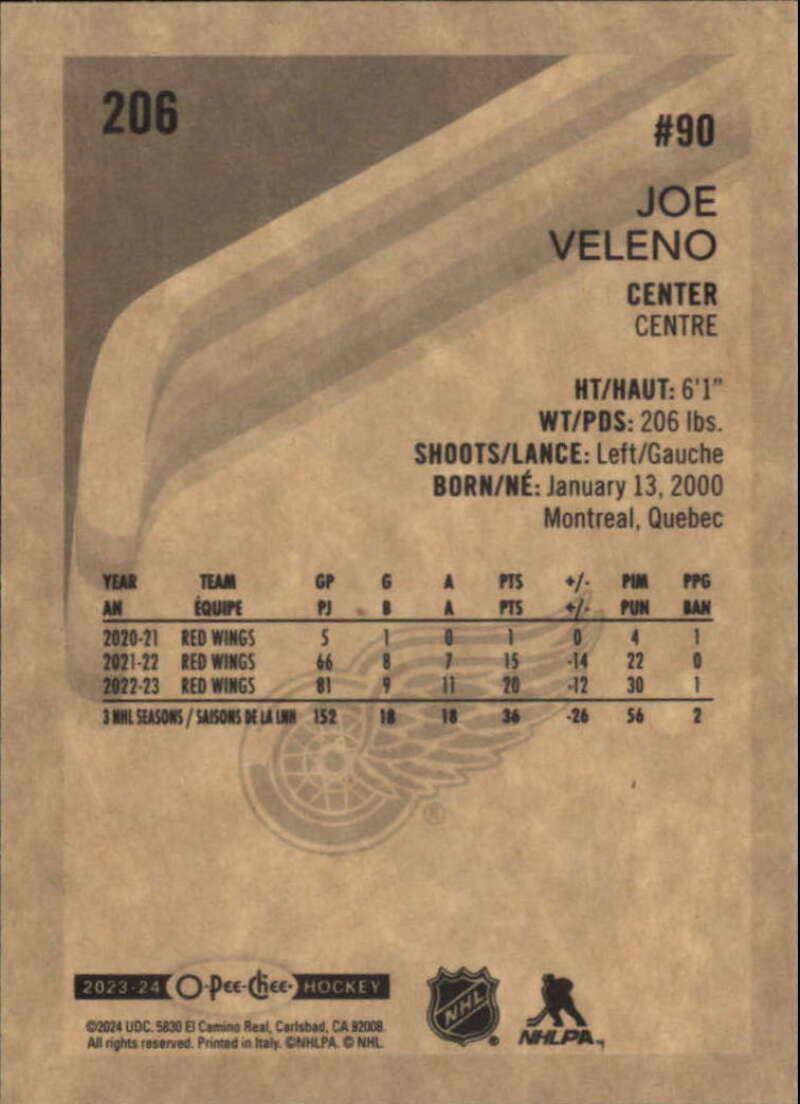 206
#90
JOE
VELENO
CENTER
CENTRE
HT/HAUT: 6'1"
WT/PDS: 206 lbs.
SHOOTS/LANCE: Left/Gauche
BORN/NÉ: January 13, 2000
Montreal, Quebec
YEAR TEAM GP G A PTS +/- PIM PPG
AN ÉQUIPE PJ B A PTS +/- PUN BAN
2020-21 RED WINGS 5 1 0 1 0 4 1
2021-22 RED WINGS 66 8 7 15 -14 22 0
2022-23 RED WINGS 81 9 11 20 -12 30 1
3 NHL SEASONS / SAISONS DE LA LNH 152 18 18 36 -26 56 2
®
2023-24 O-Pee-Chee HOCKEY
©2024 UDC. 5830 El Camino Real, Carlsbad, CA 92008.
All rights reserved. Printed in Italy. ©NHLPA. © NHL.
NHL
NHLPA